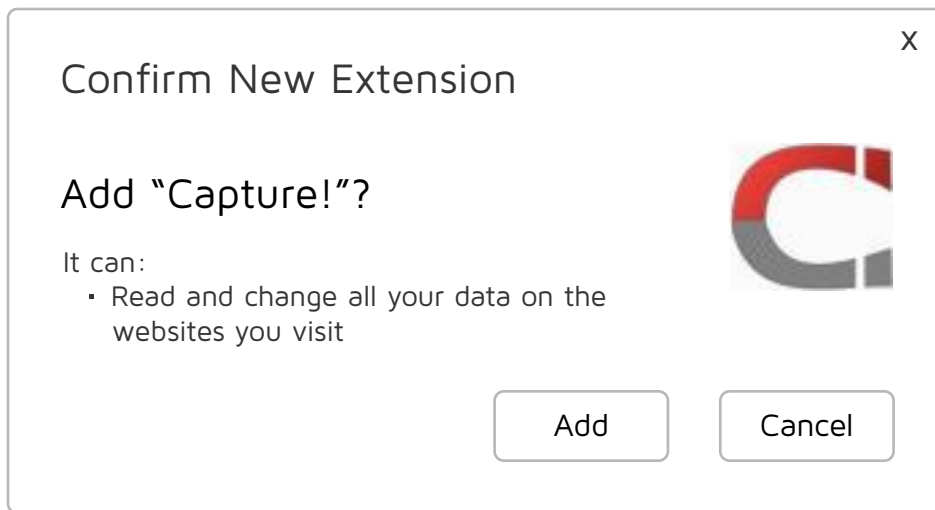 X
Confirm New Extension
Add “Capture!”?
It can:
▪ Read and change all your data on the
websites you visit
Add
Cancel